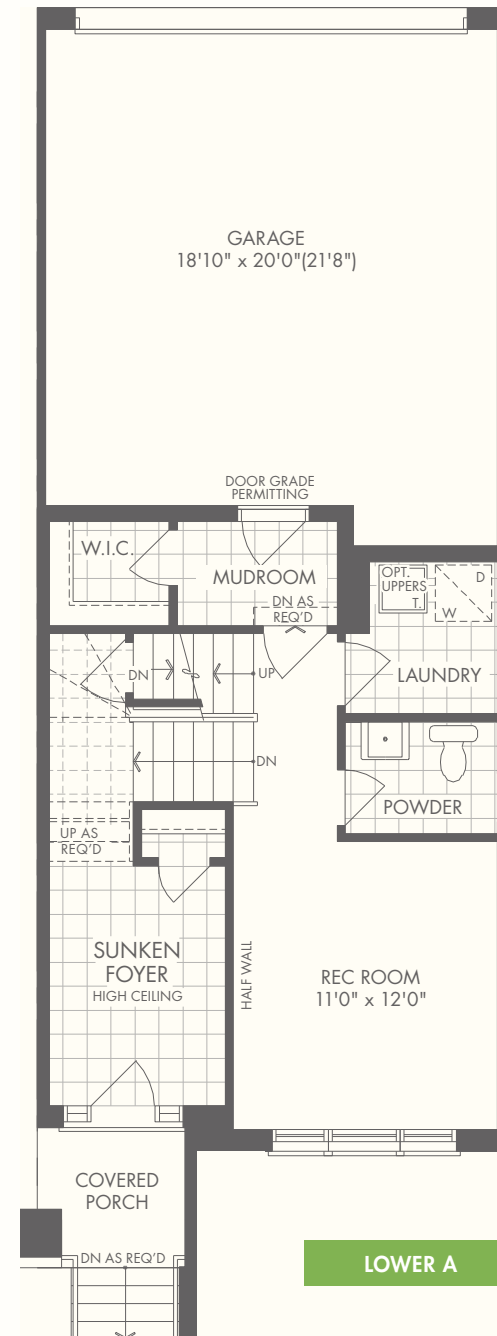 GARAGE
18'10" x 20'0"(21'8")
DOOR GRADE
PERMITTING
W.I.C.
MUDROOM
DN AS
REQ'D
OPT.
UPPERS
T.
D
W
LAUNDRY
DN
UP
DN
POWDER
UP AS
REQ'D
SUNKEN
FOYER
HIGH CEILING
HALF WALL
REC ROOM
11'0" x 12'0"
COVERED
PORCH
DN AS REQ'D
LOWER A